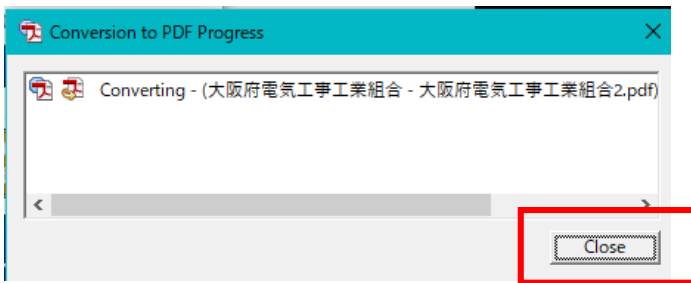 Conversion to PDF Progress
Converting - (大阪府電気工事工業組合 - 大阪府電気工事工業組合2.pdf)
Close